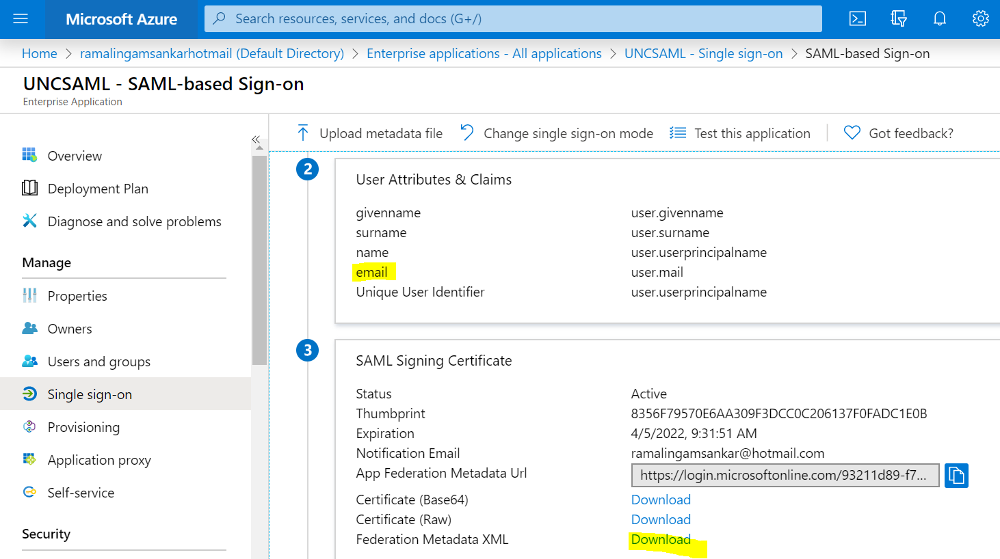 Microsoft Azure
Search resources, services, and docs (G+/)
Home > ramalingamsankarhotmail (Default Directory) > Enterprise applications - All applications > UNCSAML - Single sign-on > SAML-based Sign-on
UNCSAML - SAML-based Sign-on
Enterprise Application
«
Overview
Deployment Plan
Diagnose and solve problems
Manage
Properties
Owners
Users and groups
Single sign-on
Provisioning
Application proxy
Self-service
Security
Upload metadata file Change single sign-on mode Test this application Got feedback?
2
User Attributes & Claims
givenname user.givenname
surname user.surname
name user.userprincipalname
email user.mail
Unique User Identifier user.userprincipalname
3
SAML Signing Certificate
Status Active
Thumbprint 8356F79570E6AA309F3DCC0C206137F0FADC1E0B
Expiration 4/5/2022, 9:31:51 AM
Notification Email ramalingamsankar@hotmail.com
App Federation Metadata Url https://login.microsoftonline.com/93211d89-f7...
Certificate (Base64) Download
Certificate (Raw) Download
Federation Metadata XML Download